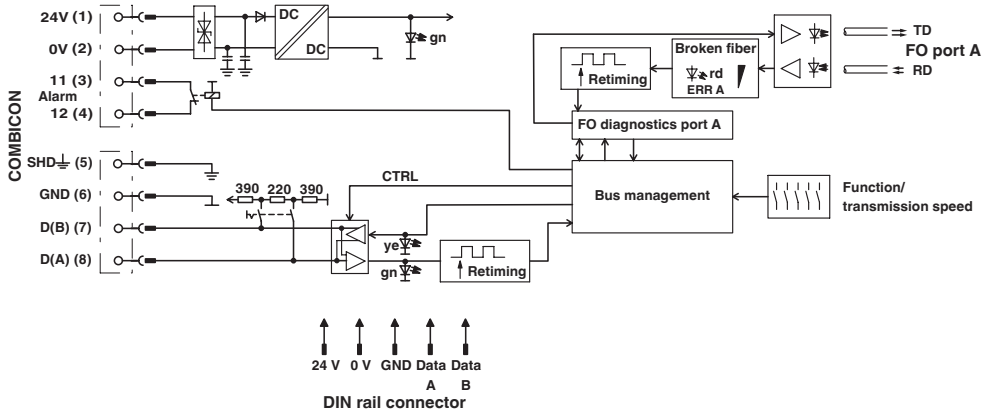 COMBICON
24V (1)
0V (2)
11 (3)
Alarm
12 (4)
SHD (5)
GND (6)
D(B) (7)
D(A) (8)
DC
DC
gn
390 220 390
CTRL
ye
gn
Retiming
Retiming
Broken fiber
rd
ERR A
FO diagnostics port A
Bus management
TD
FO port A
RD
Function/
transmission speed
24 V 0 V GND Data Data
A B
DIN rail connector